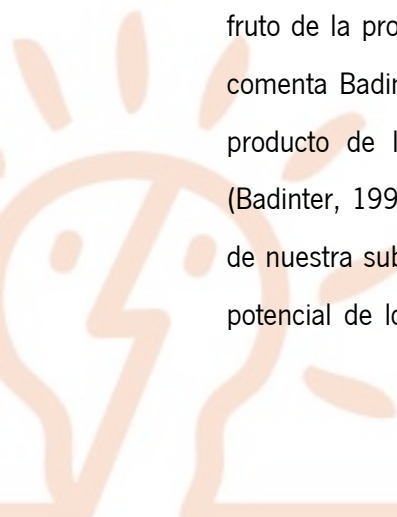 fruto de la pro
comenta Badin
producto de l
(Badinter, 199
de nuestra sub
potencial de lo